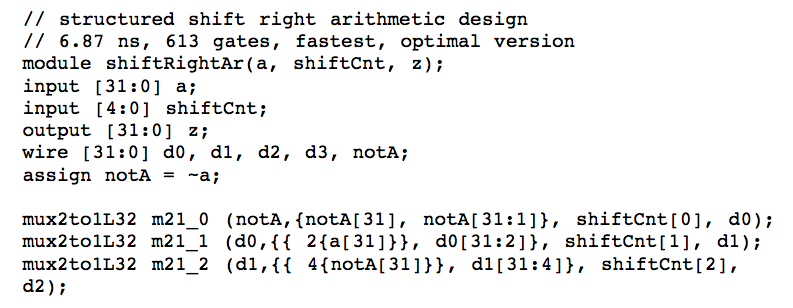 // structured shift right arithmetic design
// 6.87 ns, 613 gates, fastest, optimal version
module shiftRightAr(a, shiftCnt, z);
input [31:0] a;
input [4:0] shiftCnt;
output [31:0] z;
wire [31:0] d0, d1, d2, d3, notA;
assign notA = ~a;

mux2to1L32 m21_0 (notA,{notA[31], notA[31:1]}, shiftCnt[0], d0);
mux2to1L32 m21_1 (d0,{{ 2{a[31]}}, d0[31:2]}, shiftCnt[1], d1);
mux2to1L32 m21_2 (d1,{{ 4{notA[31]}}, d1[31:4]}, shiftCnt[2],
d2);